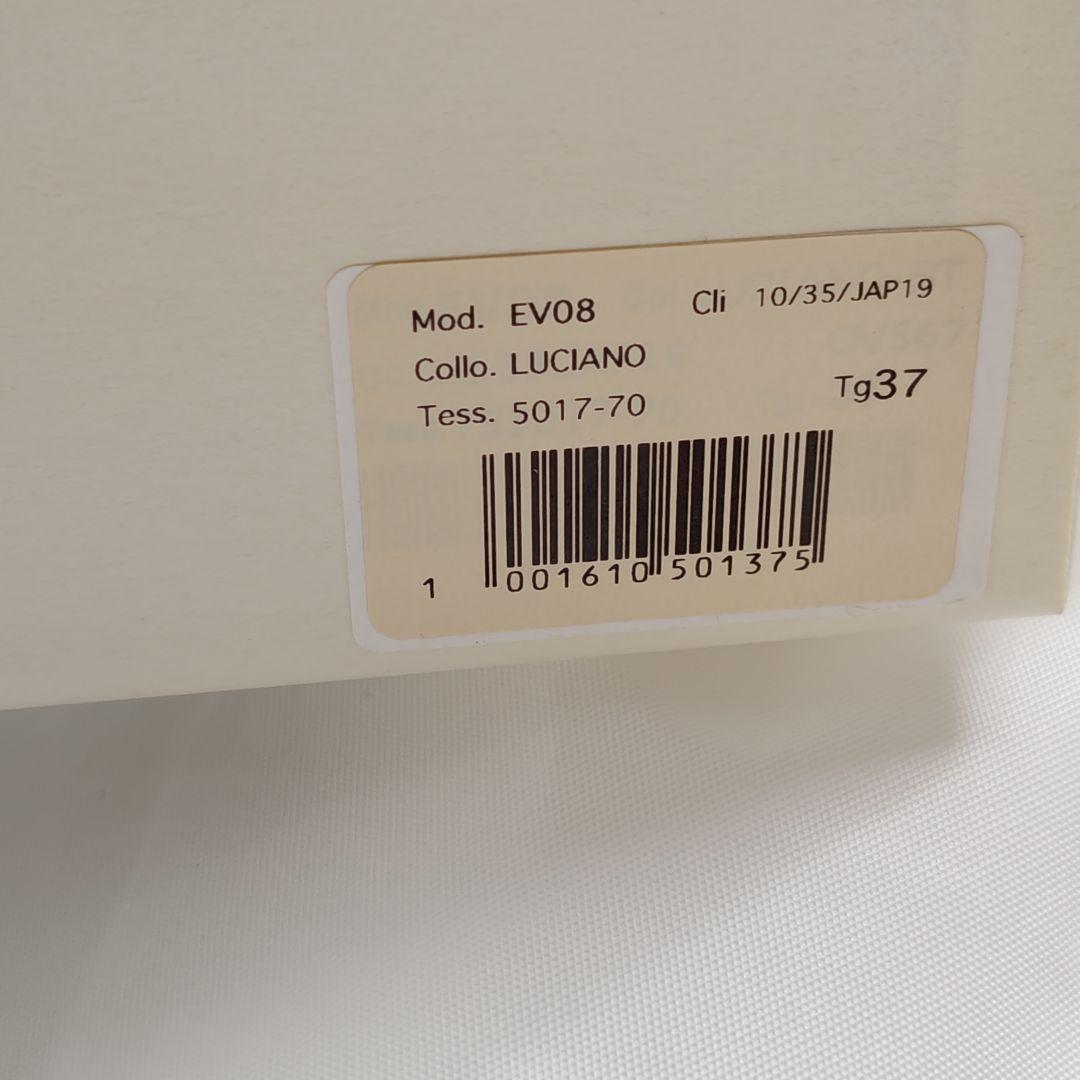 Mod. EV08 Cli 10/35/JAP19
Collo. LUCIANO
Tess. 5017-70 Tg37
1 001610 501375